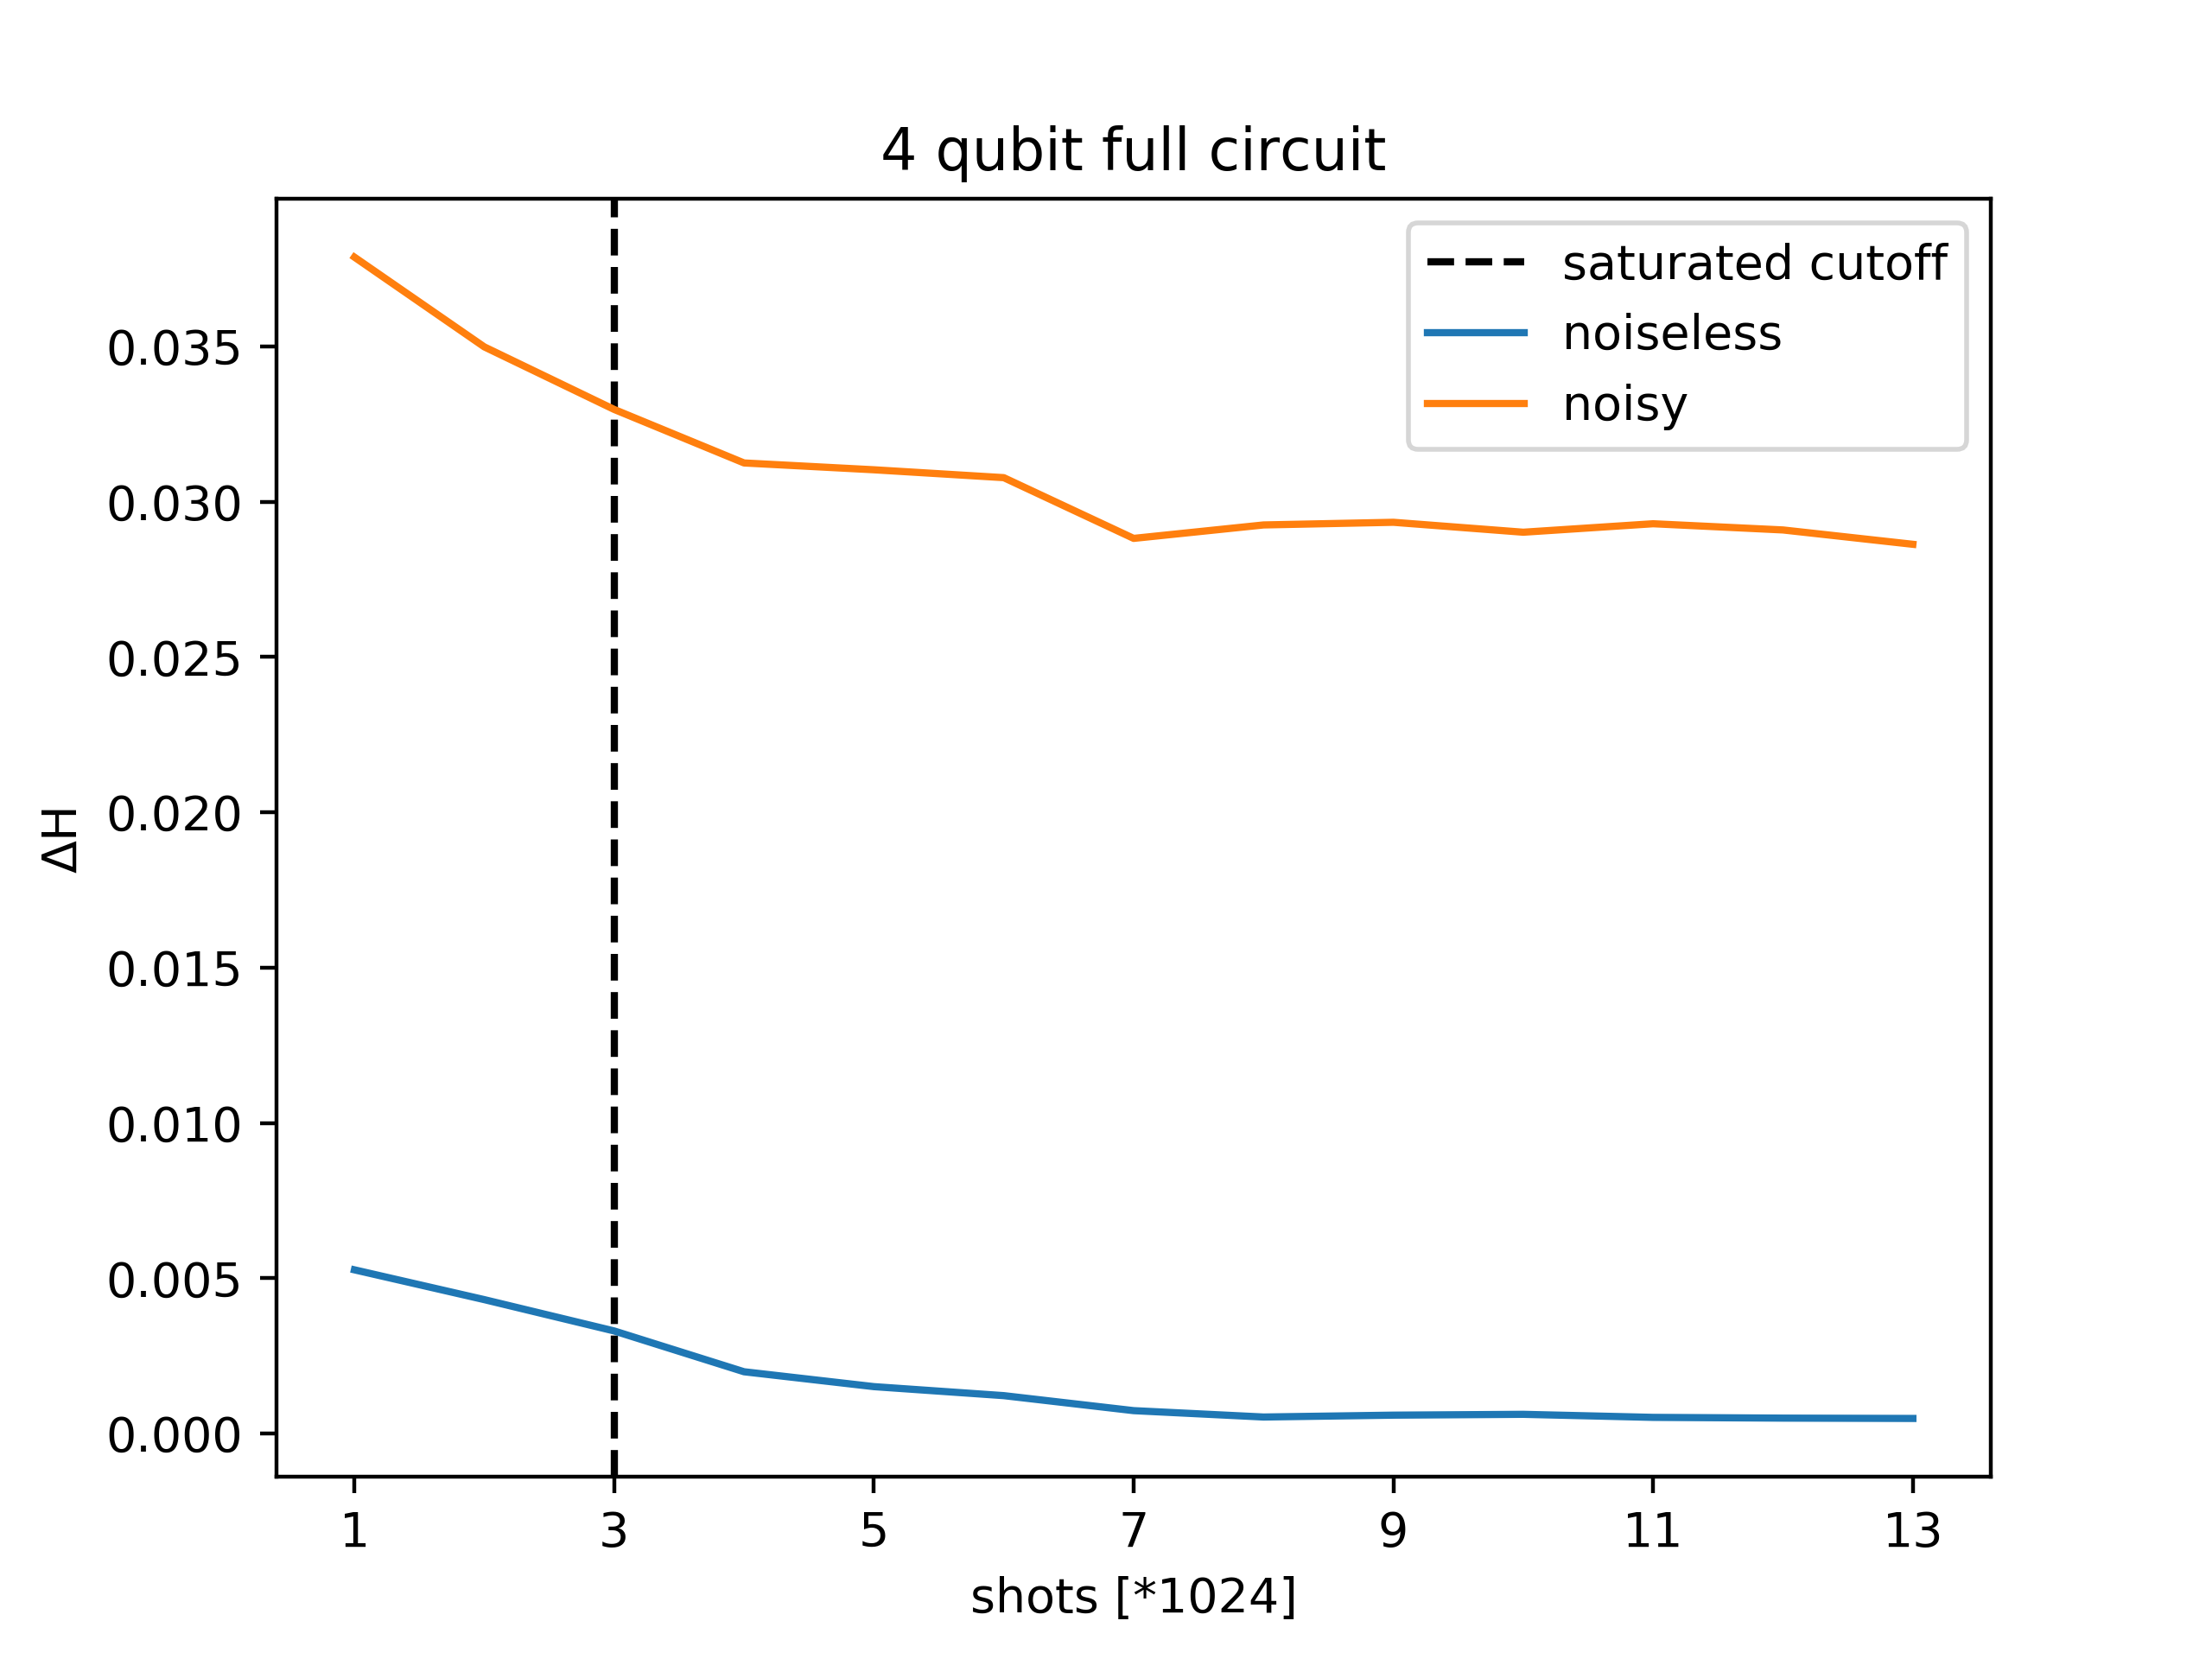 4 qubit full circuit
saturated cutoff
noiseless
noisy
0.035
0.030
0.025
0.020
0.015
0.010
0.005
0.000
ΔH
1 3 5 7 9 11 13
shots [*1024]